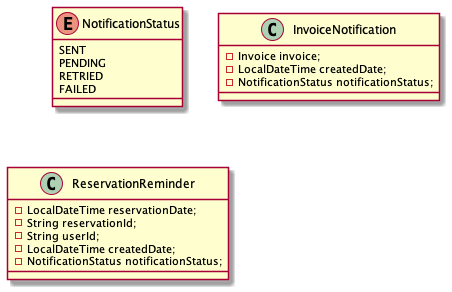 E NotificationStatus
SENT
PENDING
RETRIED
FAILED
C InvoiceNotification
Invoice invoice;
LocalDateTime createdDate;
NotificationStatus notificationStatus;
C ReservationReminder
LocalDateTime reservationDate;
String reservationId;
String userId;
LocalDateTime createdDate;
NotificationStatus notificationStatus;